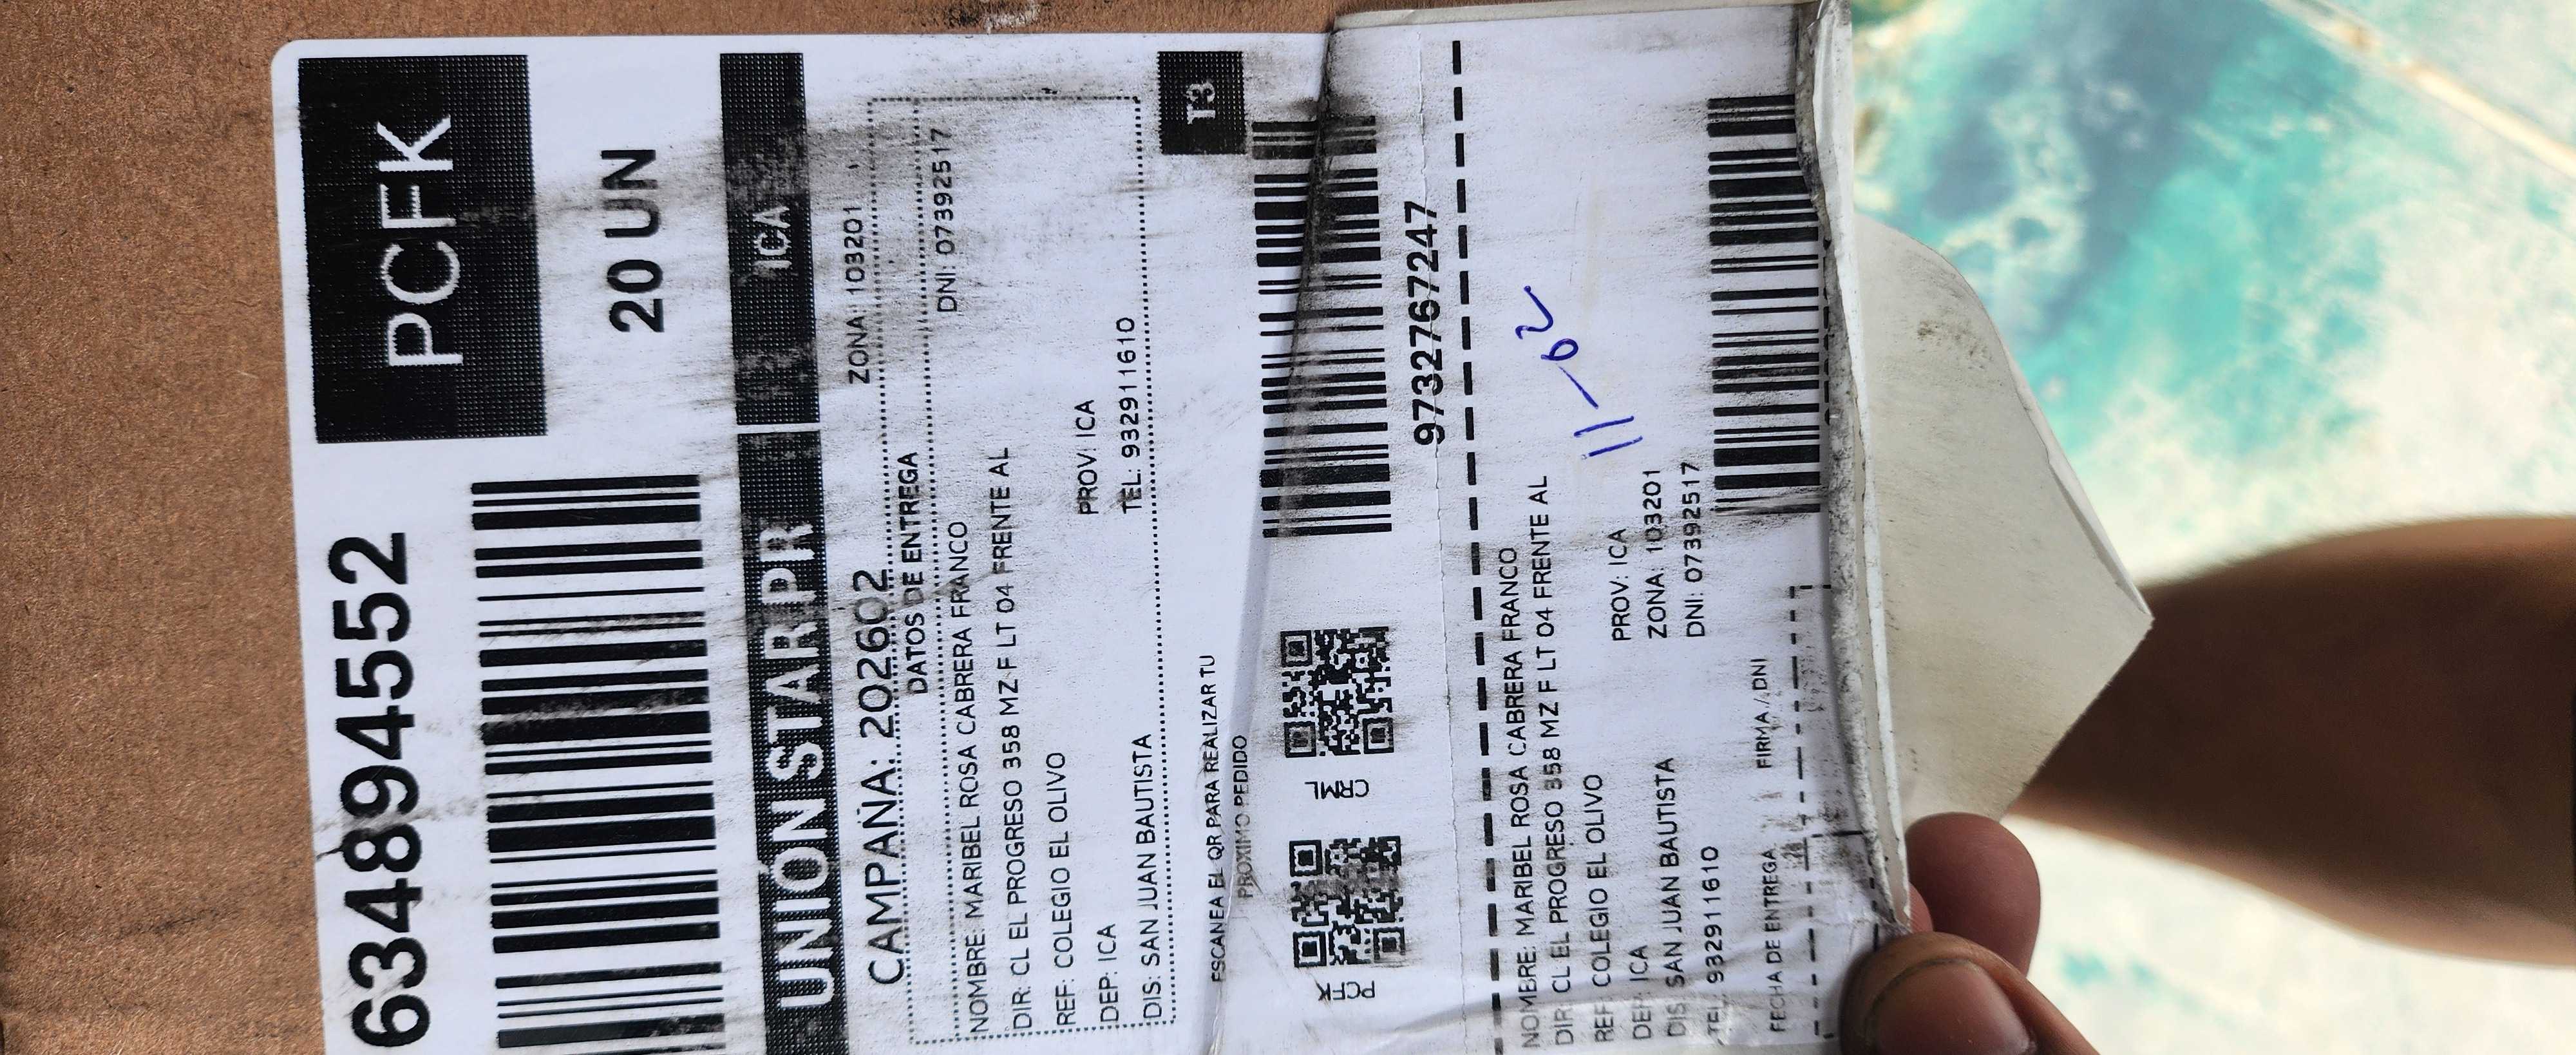 634894552
PCFK
20 UN
UNIÓN STAR PR
ICA
CAMPAÑA: 202602
ZONA: 103201
DATOS DE ENTREGA
NOMBRE: MARIBEL ROSA CABRERA FRANCO
DNI: 07392517
DIR: CL EL PROGRESO 358 MZ F LT 04 FRENTE AL
REF: COLEGIO EL OLIVO
DEP: ICA
PROV: ICA
DIS: SAN JUAN BAUTISTA
TEL: 932911610
T3
ESCANEA EL QR PARA REALIZAR TU
PROXIMO PEDIDO
PCFK
CRML
9732767247
NOMBRE: MARIBEL ROSA CABRERA FRANCO
DIR: CL EL PROGRESO 358 MZ F LT 04 FRENTE AL
11-02
REF: COLEGIO EL OLIVO
DEP: ICA
PROV: ICA
DIS: SAN JUAN BAUTISTA
ZONA: 103201
TEL: 932911610
DNI: 07392517
FECHA DE ENTREGA
FIRMA / DNI